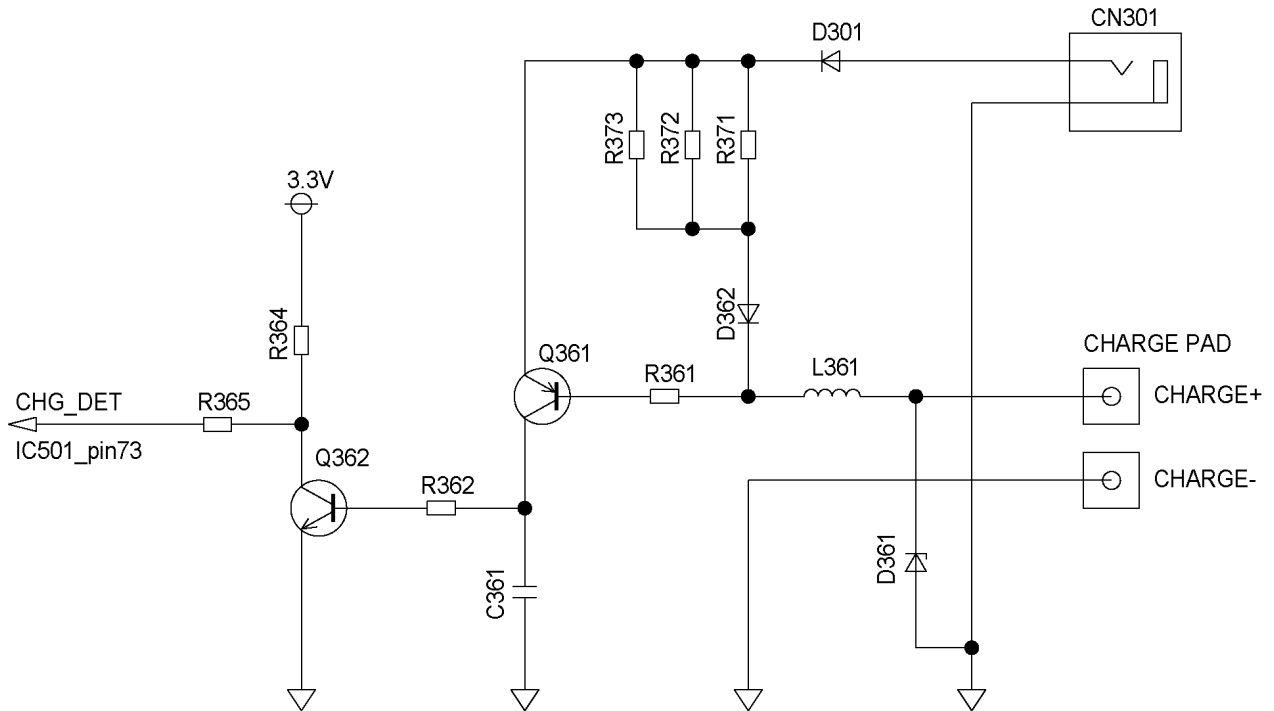 CN301
D301
R373
R372
R371
3.3V
D362
R364
Q361
R361
L361
CHARGE PAD
CHARGE+
CHG_DET
R365
IC501_pin73
Q362
R362
CHARGE-
C361
D361